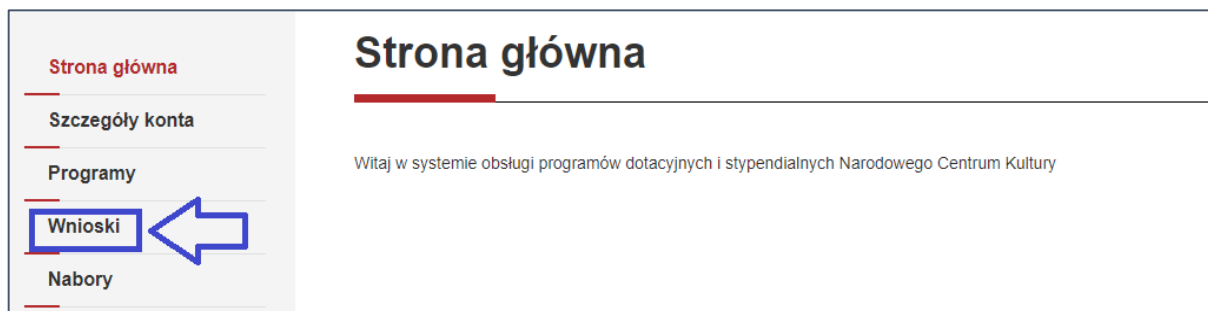 Strona główna
Szczegóły konta
Programy
Wnioski
Nabory
Strona główna
Witaj w systemie obsługi programów dotacyjnych i stypendialnych Narodowego Centrum Kultury